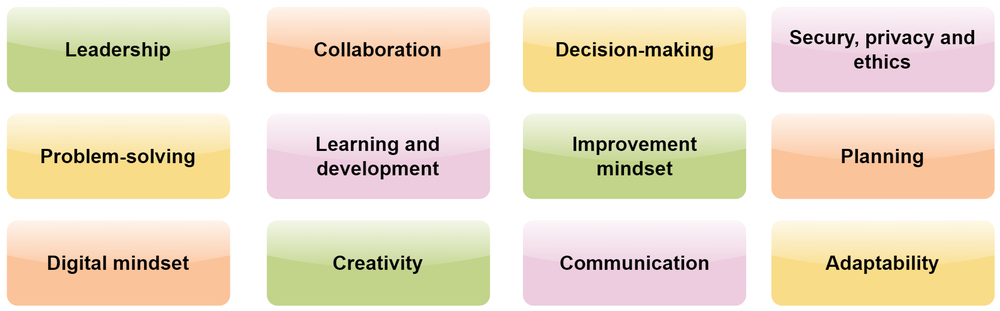 Leadership
Collaboration
Decision-making
Secury, privacy and
ethics
Problem-solving
Learning and
development
Improvement
mindset
Planning
Digital mindset
Creativity
Communication
Adaptability